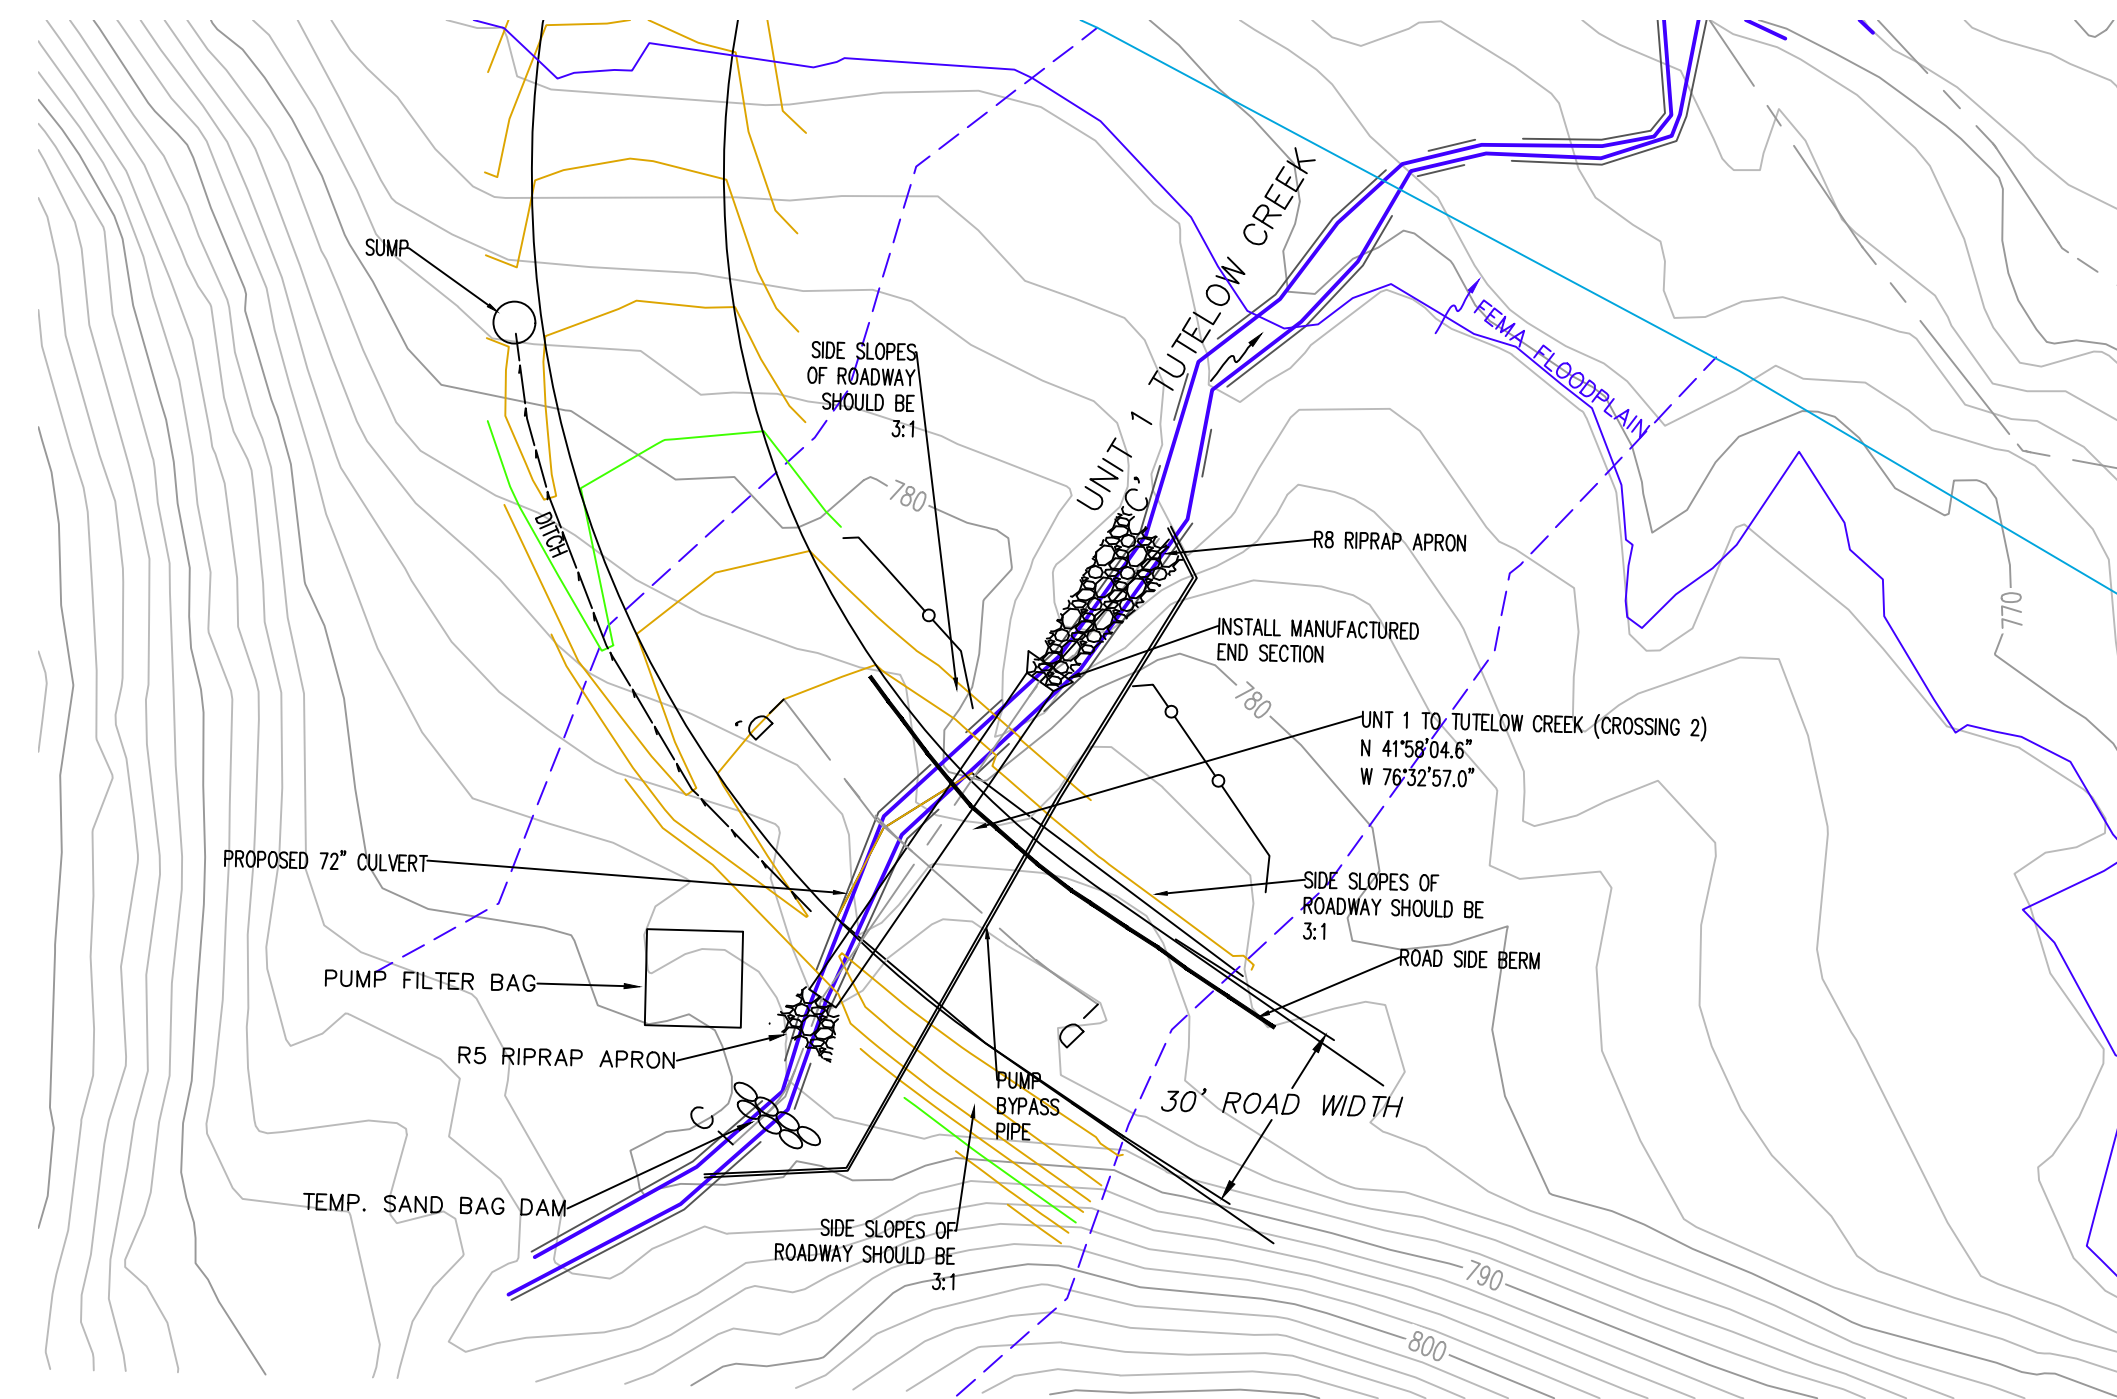 SUMP
SIDE SLOPES
OF ROADWAY
SHOULD BE
3:1
780
DITCH
UNIT 1 TUTELOW CREEK
FEMA FLOODPLAIN
C'
R8 RIPRAP APRON
INSTALL MANUFACTURED
END SECTION
770
780
D'
UNT 1 TO TUTELOW CREEK (CROSSING 2)
N 41°58'04.6"
W 76°32'57.0"
PROPOSED 72" CULVERT
SIDE SLOPES OF
ROADWAY SHOULD BE
3:1
ROAD SIDE BERM
PUMP FILTER BAG
D
R5 RIPRAP APRON
PUMP
BYPASS
PIPE
30' ROAD WIDTH
C
TEMP. SAND BAG DAM
SIDE SLOPES OF
ROADWAY SHOULD BE
3:1
790
800